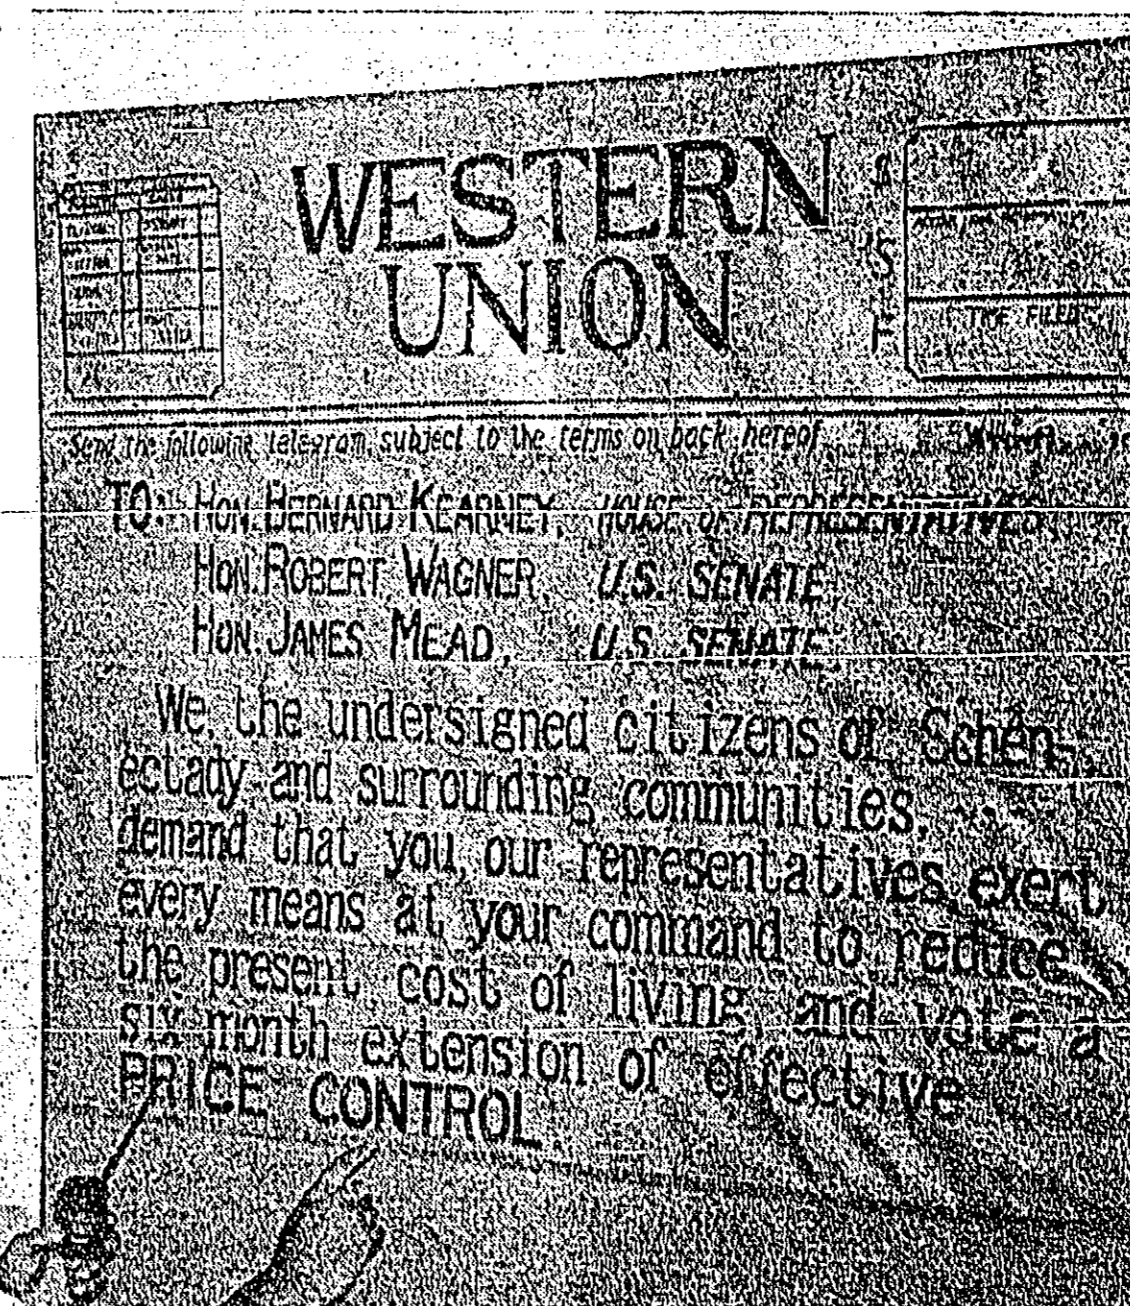 WESTERN
UNION
TIME FILED
Send the following telegram, subject to the terms on back hereof
TO: HON. BERNARD KEARNEY, HOUSE OF REPRESENTATIVES
HON. ROBERT WAGNER, U.S. SENATE,
HON. JAMES MEAD, U.S. SENATE,
We, the undersigned citizens of Schen-
ectady and surrounding communities,
demand that you, our representatives, exert
every means at your command to reduce
the present cost of living, and vote a
six-month extension of effective
PRICE CONTROL